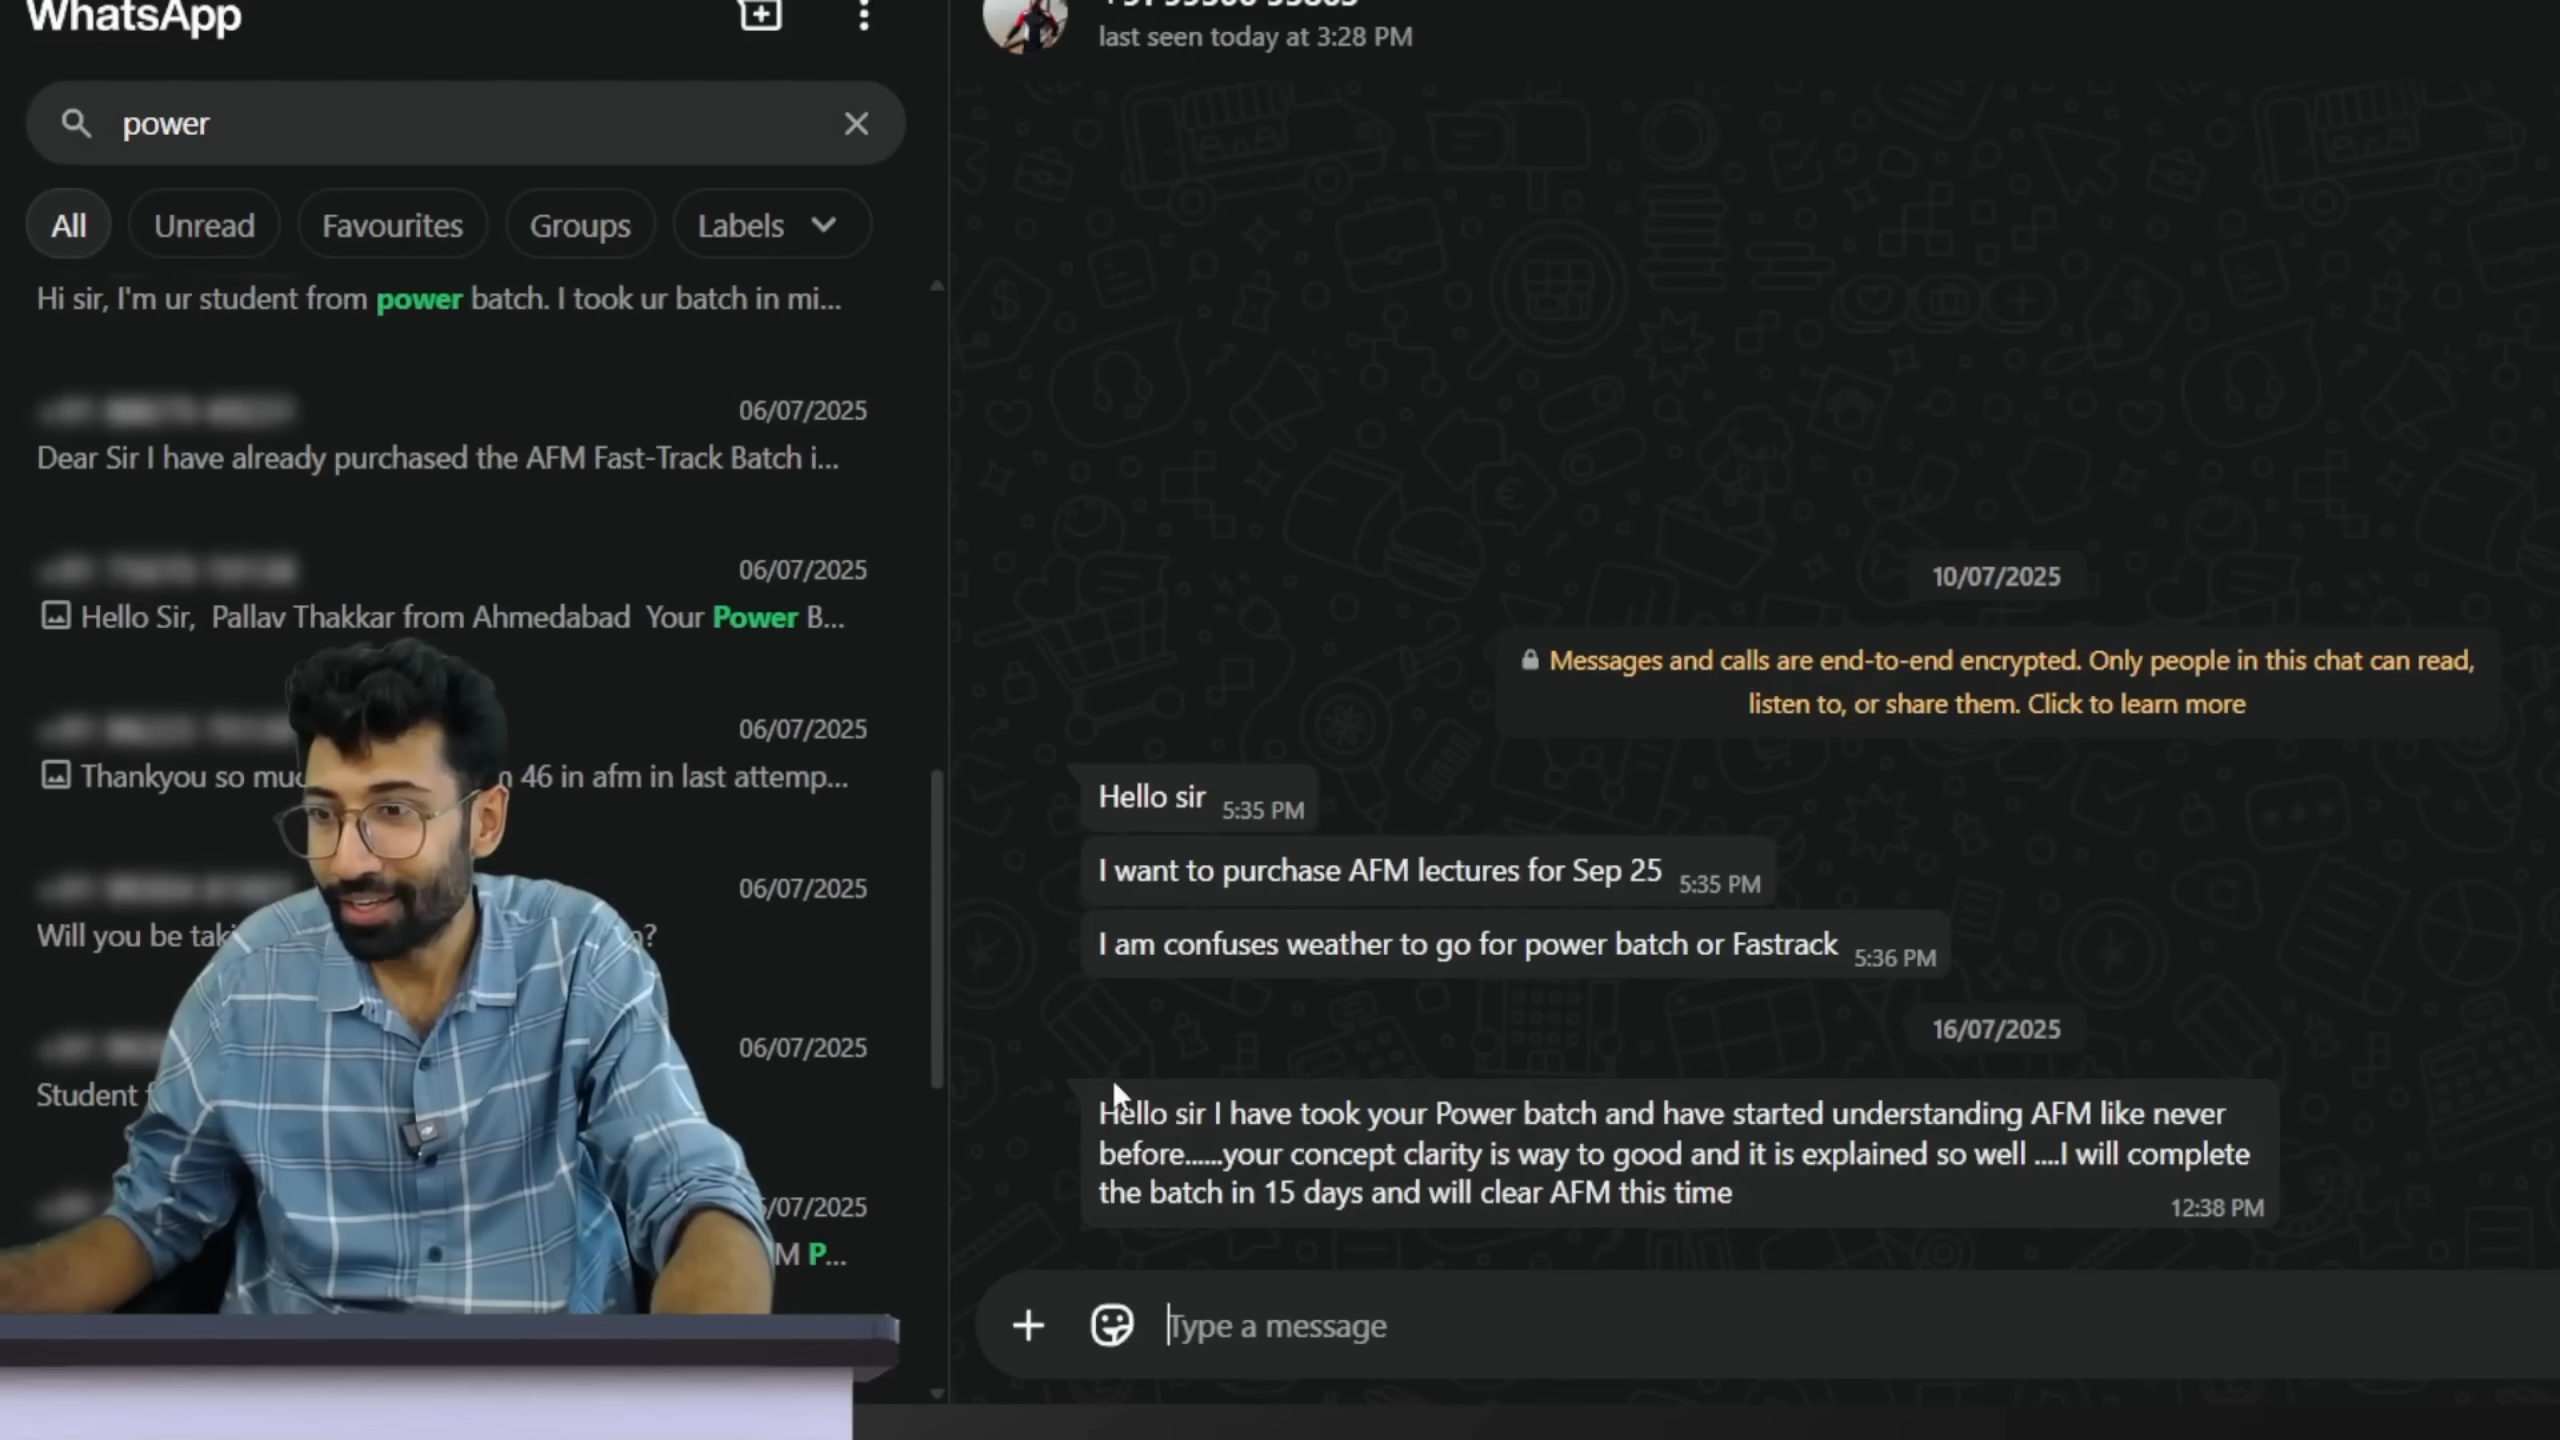 WhatsApp
last seen today at 3:28 PM
power
All
Unread
Favourites
Groups
Labels
Hi sir, I'm ur student from power batch. I took ur batch in mi...
06/07/2025
Dear Sir I have already purchased the AFM Fast-Track Batch i...
06/07/2025
Hello Sir, Pallav Thakkar from Ahmedabad Your Power B...
06/07/2025
Thankyou so muc
46 in afm in last attemp...
06/07/2025
Will you be taki
?
06/07/2025
Student
/07/2025
M P...
10/07/2025
Messages and calls are end-to-end encrypted. Only people in this chat can read,
listen to, or share them. Click to learn more
Hello sir 5:35 PM
I want to purchase AFM lectures for Sep 25 5:35 PM
I am confuses weather to go for power batch or Fastrack 5:36 PM
16/07/2025
Hello sir I have took your Power batch and have started understanding AFM like never
before......your concept clarity is way to good and it is explained so well ....I will complete
the batch in 15 days and will clear AFM this time
12:38 PM
Type a message